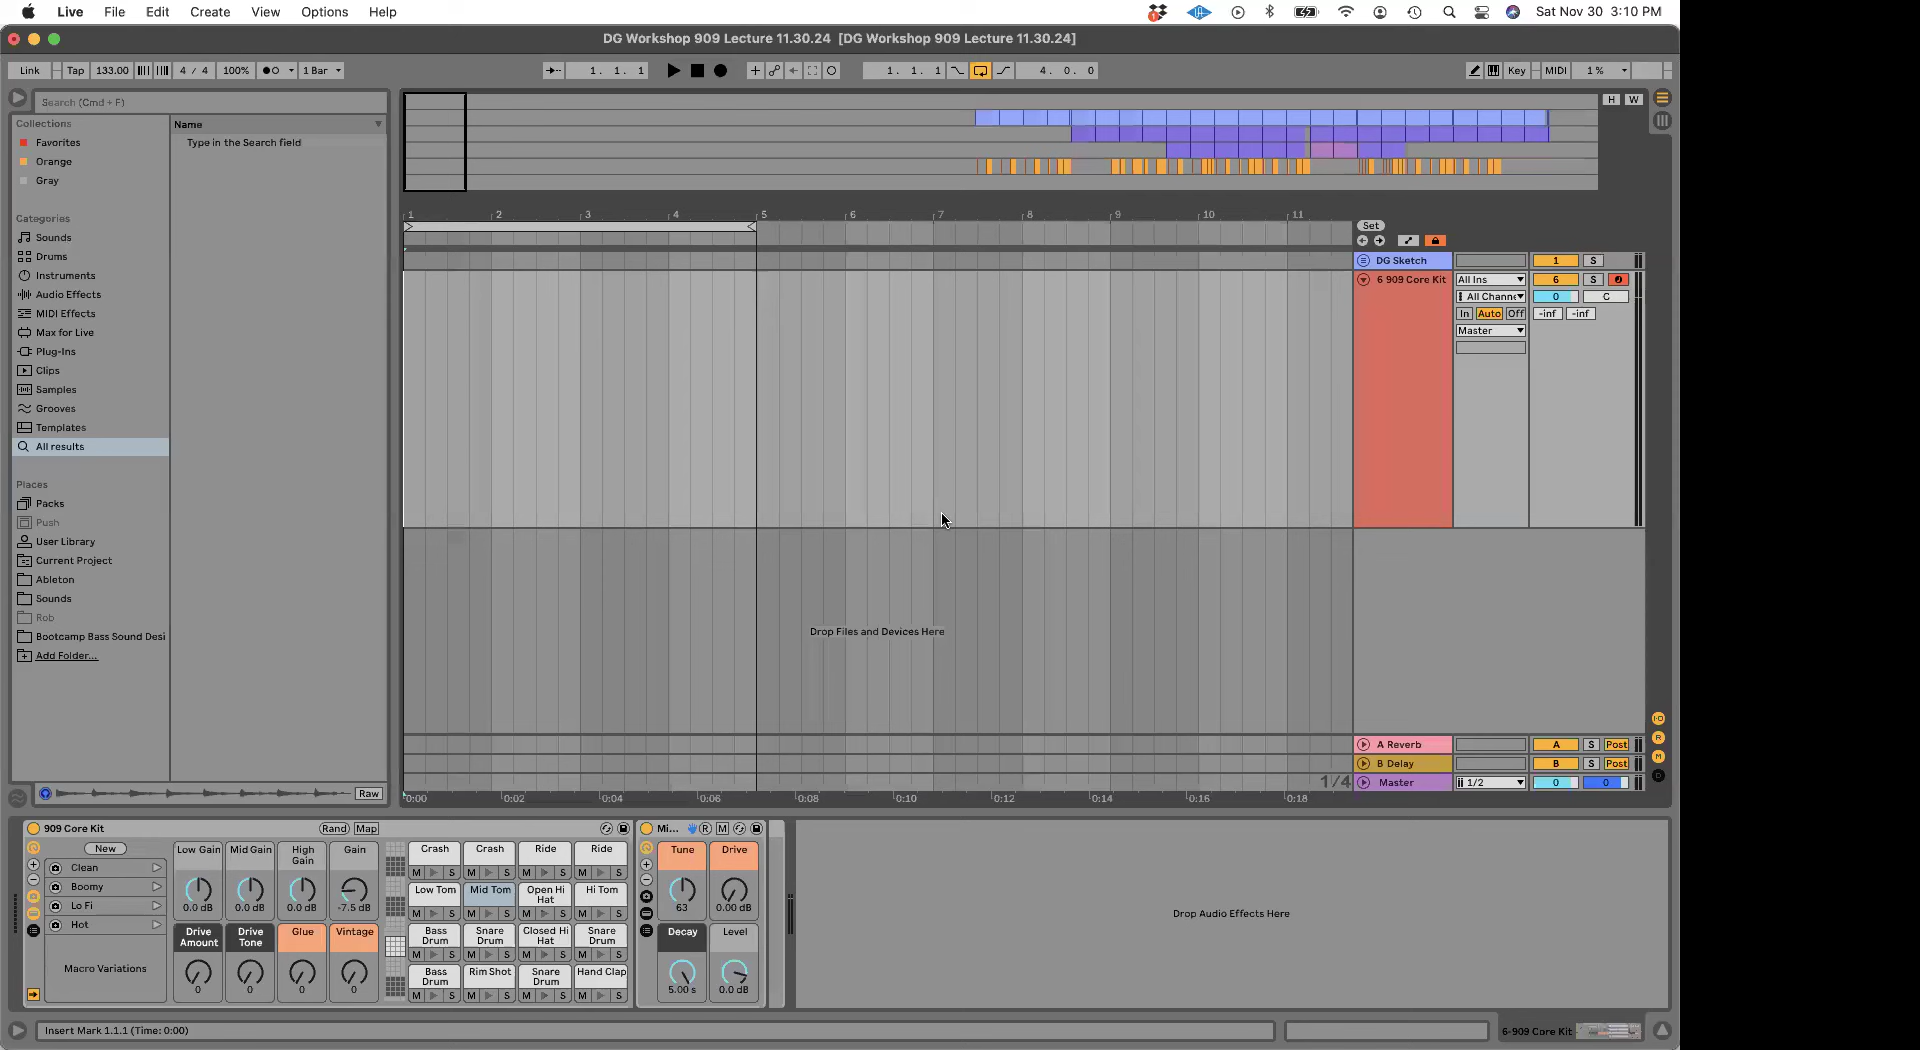 Live File Edit Create View Options Help Sat Nov 30 3:10 PM
DG Workshop 909 Lecture 11.30.24 [DG Workshop 909 Lecture 11.30.24]
Link Tap 133.00 4 / 4 100% 1 Bar 1. 1. 1 1. 1. 1 4. 0. 0 Key MIDI 1 %
Search (Cmd + F)
H W
Collections
Favorites
Orange
Gray
Categories
Sounds
Drums
Instruments
Audio Effects
MIDI Effects
Max for Live
Plug-Ins
Clips
Samples
Grooves
Templates
All results
Places
Packs
Push
User Library
Current Project
Ableton
Sounds
Rob
Bootcamp Bass Sound Desi
Add Folder...
Name
Type in the Search field
Raw
1 2 3 4 5 6 7 8 9 10 11
Set
DG Sketch 1 S
6 909 Core Kit All Ins 6 S
All Channe 0 C
In Auto Off -inf -inf
Master
Drop Files and Devices Here
A Reverb A S Post
B Delay B S Post
1/4 Master 1/2 0 0
0:00 0:02 0:04 0:06 0:08 0:10 0:12 0:14 0:16 0:18
909 Core Kit Rand Map
New
Clean
Boomy
Lo Fi
Hot
Macro Variations
Low Gain Mid Gain High Gain Gain
0.0 dB 0.0 dB 0.0 dB -7.5 dB
Drive Amount Drive Tone Glue Vintage
0 0 0 0
Crash Crash Ride Ride
M S M S M S M S
Low Tom Mid Tom Open Hi Hat Hi Tom
M S M S M S M S
Bass Drum Snare Drum Closed Hi Hat Snare Drum
M S M S M S M S
Bass Drum Rim Shot Snare Drum Hand Clap
M S M S M S M S
Mi... R M
Tune Drive
63 0.00 dB
Decay Level
5.00 s 0.0 dB
Drop Audio Effects Here
Insert Mark 1.1.1 (Time: 0:00)
6-909 Core Kit